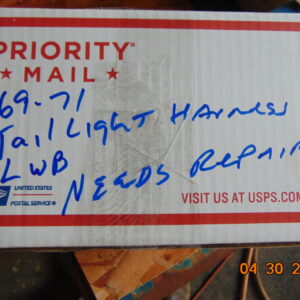 PRIORITY®
★ MAIL ★
69-71
Tail Light Harness
LWB
Needs Repair
UNITED STATES
POSTAL SERVICE®
VISIT US AT USPS.COM
04 30 2